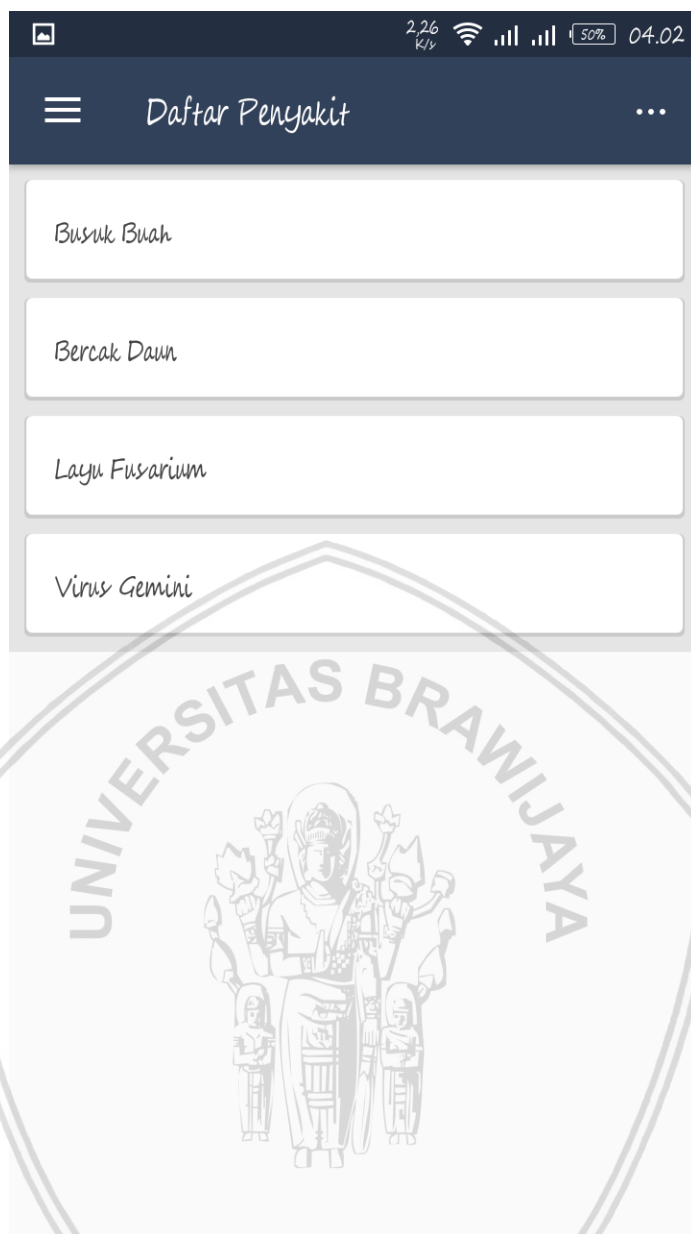 2,26
K/s
50%
04.02
Daftar Penyakit
Busuk Buah
Bercak Daun
Layu Fusarium
Virus Gemini
UNIVERSITAS BRAWIJAYA